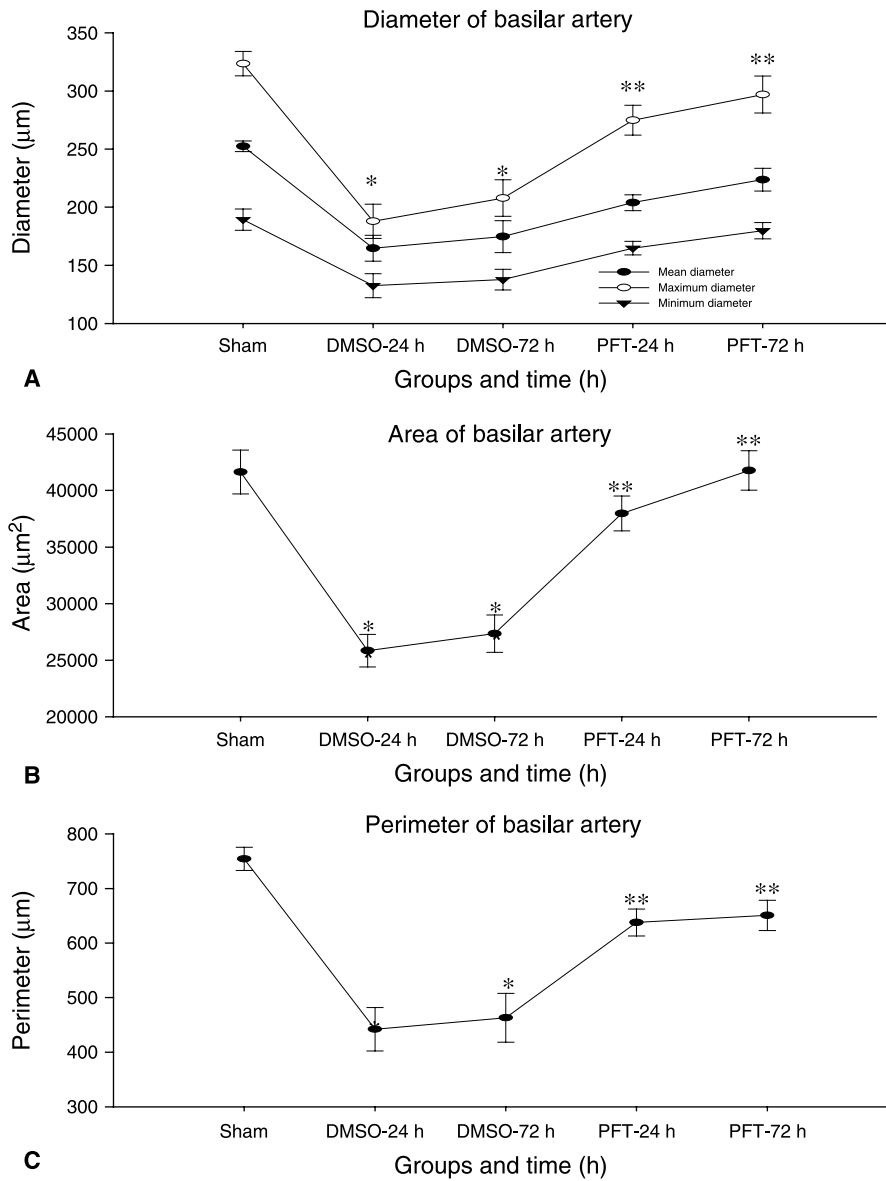 Diameter of basilar artery
350
300
250
200
150
100
Diameter (μm)
**
**
*
*
Mean diameter
Maximum diameter
Minimum diameter
Sham DMSO-24 h DMSO-72 h PFT-24 h PFT-72 h
A
Groups and time (h)
Area of basilar artery
45000
40000
35000
30000
25000
20000
Area (μm²)
**
**
*
*
Sham DMSO-24 h DMSO-72 h PFT-24 h PFT-72 h
B
Groups and time (h)
Perimeter of basilar artery
800
700
600
500
400
300
Perimeter (μm)
**
**
*
Sham DMSO-24 h DMSO-72 h PFT-24 h PFT-72 h
C
Groups and time (h)